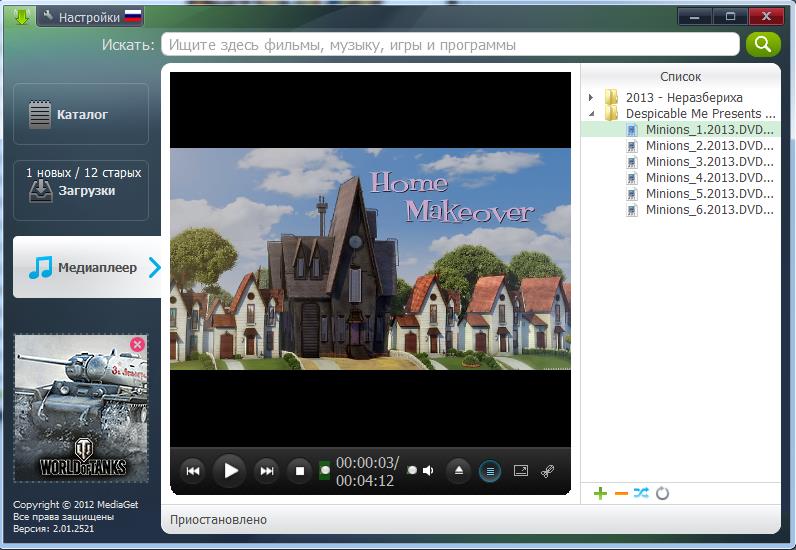 Настройки
Искать:
Ищите здесь фильмы, музыку, игры и программы
Каталог
1 новых / 12 старых
Загрузки
Медиаплеер
За Ленинград
WORLD OF TANKS
Copyright © 2012 MediaGet
Все права защищены
Версия: 2.01.2521
Home
Makeover
00:00:03/
00:04:12
Приостановлено
Список
2013 - Неразбериха
Despicable Me Presents ...
Minions_1.2013.DVD...
Minions_2.2013.DVD...
Minions_3.2013.DVD...
Minions_4.2013.DVD...
Minions_5.2013.DVD...
Minions_6.2013.DVD...